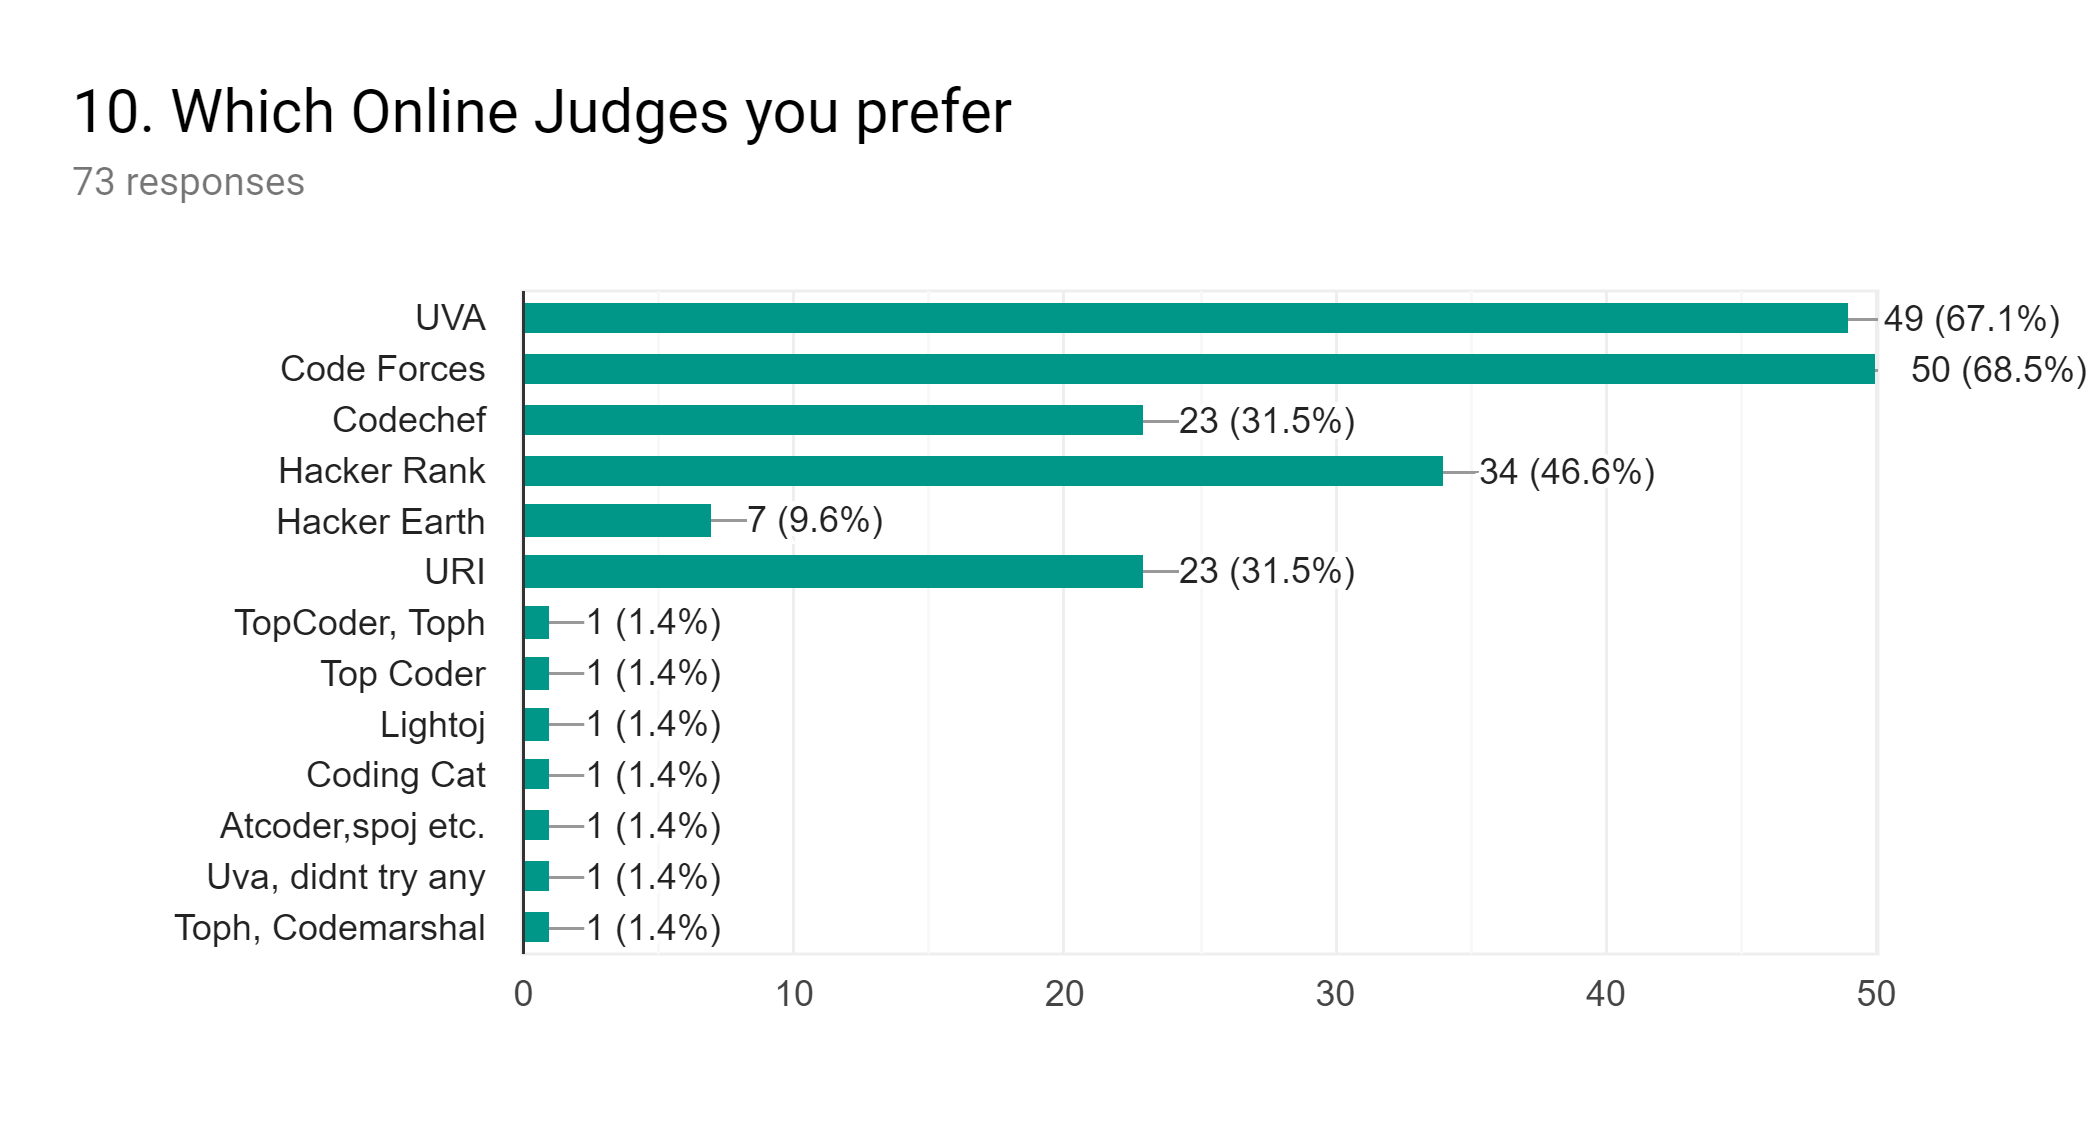 10. Which Online Judges you prefer
73 responses
UVA 49 (67.1%)
Code Forces 50 (68.5%)
Codechef 23 (31.5%)
Hacker Rank 34 (46.6%)
Hacker Earth 7 (9.6%)
URI 23 (31.5%)
TopCoder, Toph 1 (1.4%)
Top Coder 1 (1.4%)
Lightoj 1 (1.4%)
Coding Cat 1 (1.4%)
Atcoder,spoj etc. 1 (1.4%)
Uva, didnt try any 1 (1.4%)
Toph, Codemarshal 1 (1.4%)
0 10 20 30 40 50